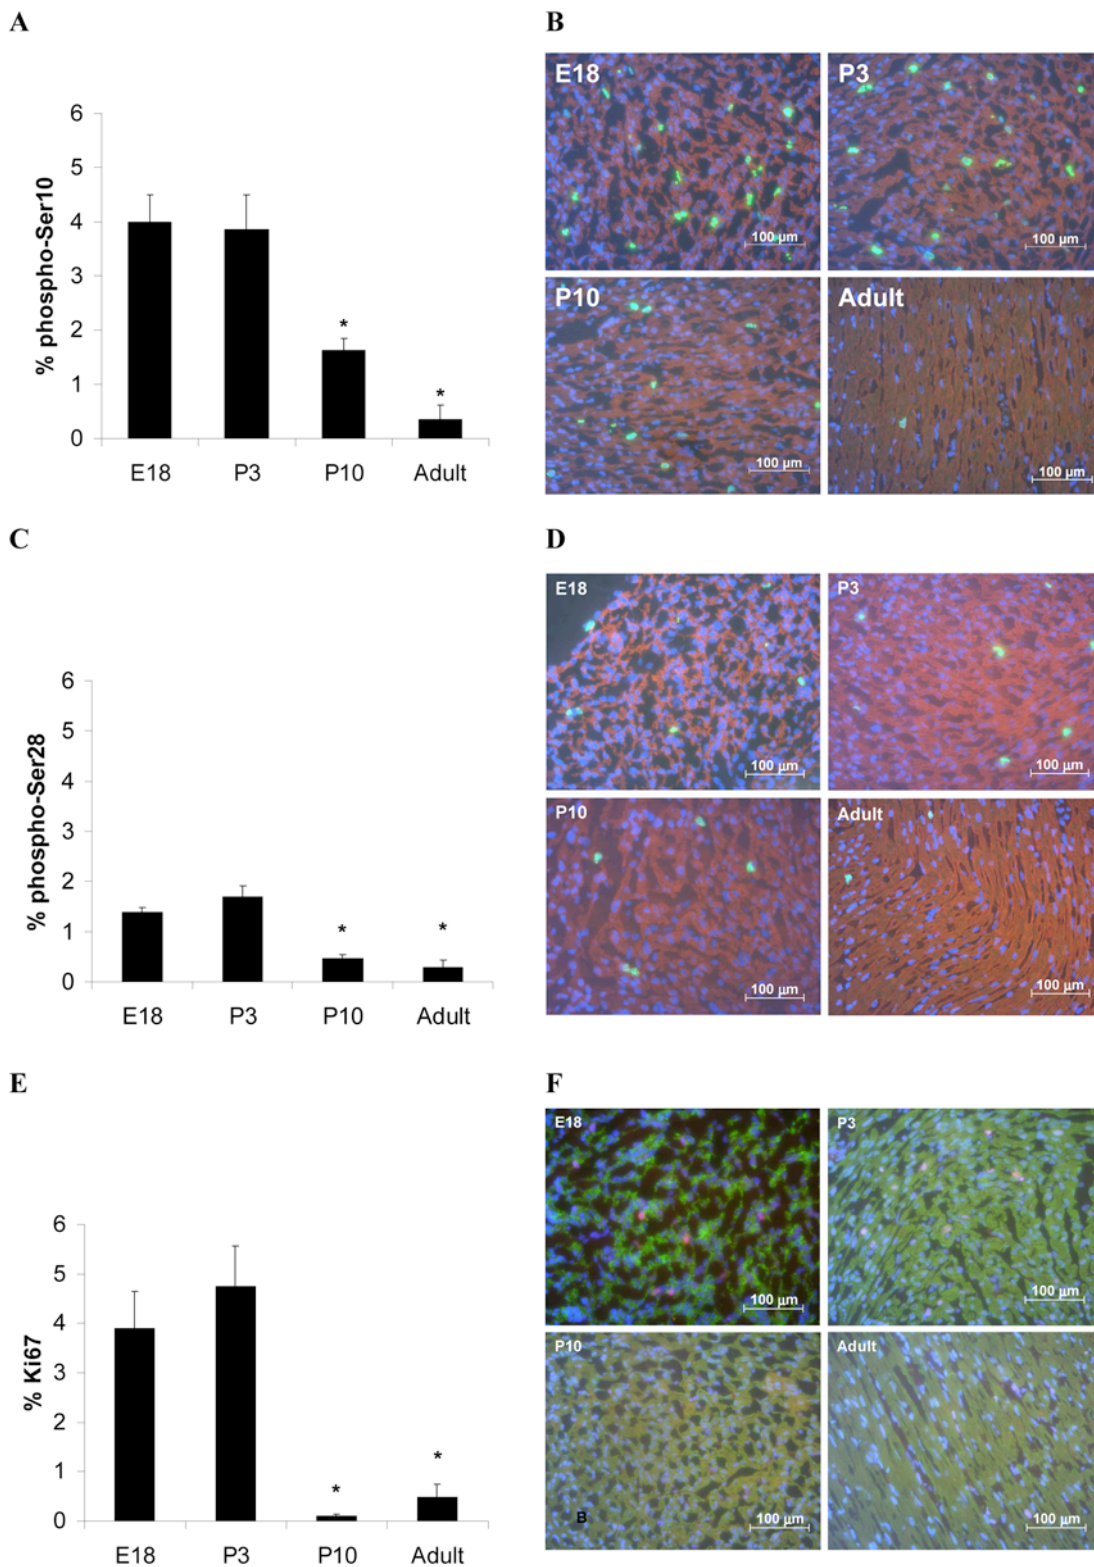 A
B
% phospho-Ser10
6
5
4
3
2
1
0
E18 P3 P10 Adult
E18
100 µm
P3
100 µm
P10
100 µm
Adult
100 µm
C
D
% phospho-Ser28
6
5
4
3
2
1
0
E18 P3 P10 Adult
* *
E18
100 µm
P3
100 µm
P10
100 µm
Adult
100 µm
E
F
% Ki67
6
5
4
3
2
1
0
E18 P3 P10 Adult
* *
E18
100 µm
P3
100 µm
P10
100 µm
B
Adult
100 µm